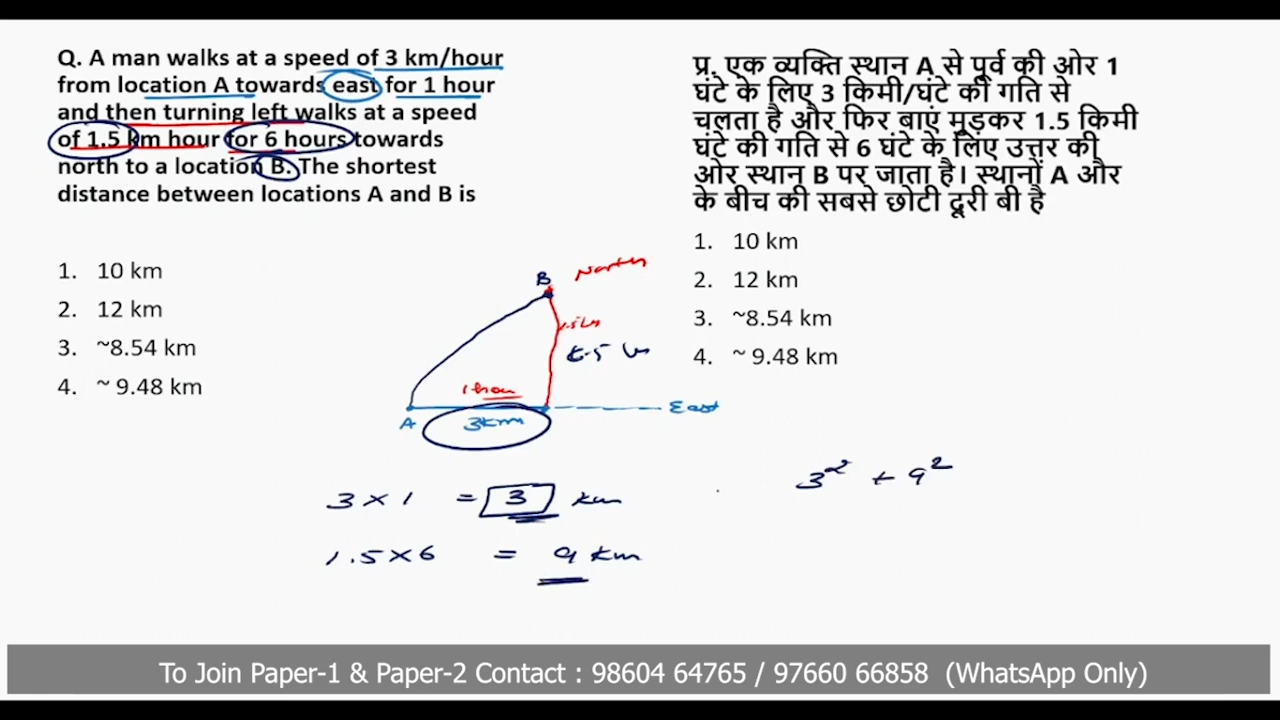 Q. A man walks at a speed of 3 km/hour
from location A towards east for 1 hour
and then turning left walks at a speed
of 1.5 km hour for 6 hours towards
north to a location B. The shortest
distance between locations A and B is
1. 10 km
2. 12 km
3. ~8.54 km
4. ~ 9.48 km
प्र. एक व्यक्ति स्थान A से पूर्व की ओर 1
घंटे के लिए 3 किमी/घंटे की गति से
चलता है और फिर बाएं मुड़कर 1.5 किमी
घंटे की गति से 6 घंटे के लिए उत्तर की
ओर स्थान B पर जाता है। स्थानों A और
के बीच की सबसे छोटी दूरी बी है
1. 10 km
2. 12 km
3. ~8.54 km
4. ~ 9.48 km
B North
1 hour
A 3km East
3 × 1 = 3 km
1.5 × 6 = 9 km
3² + 9²
To Join Paper-1 & Paper-2 Contact : 98604 64765 / 97660 66858 (WhatsApp Only)